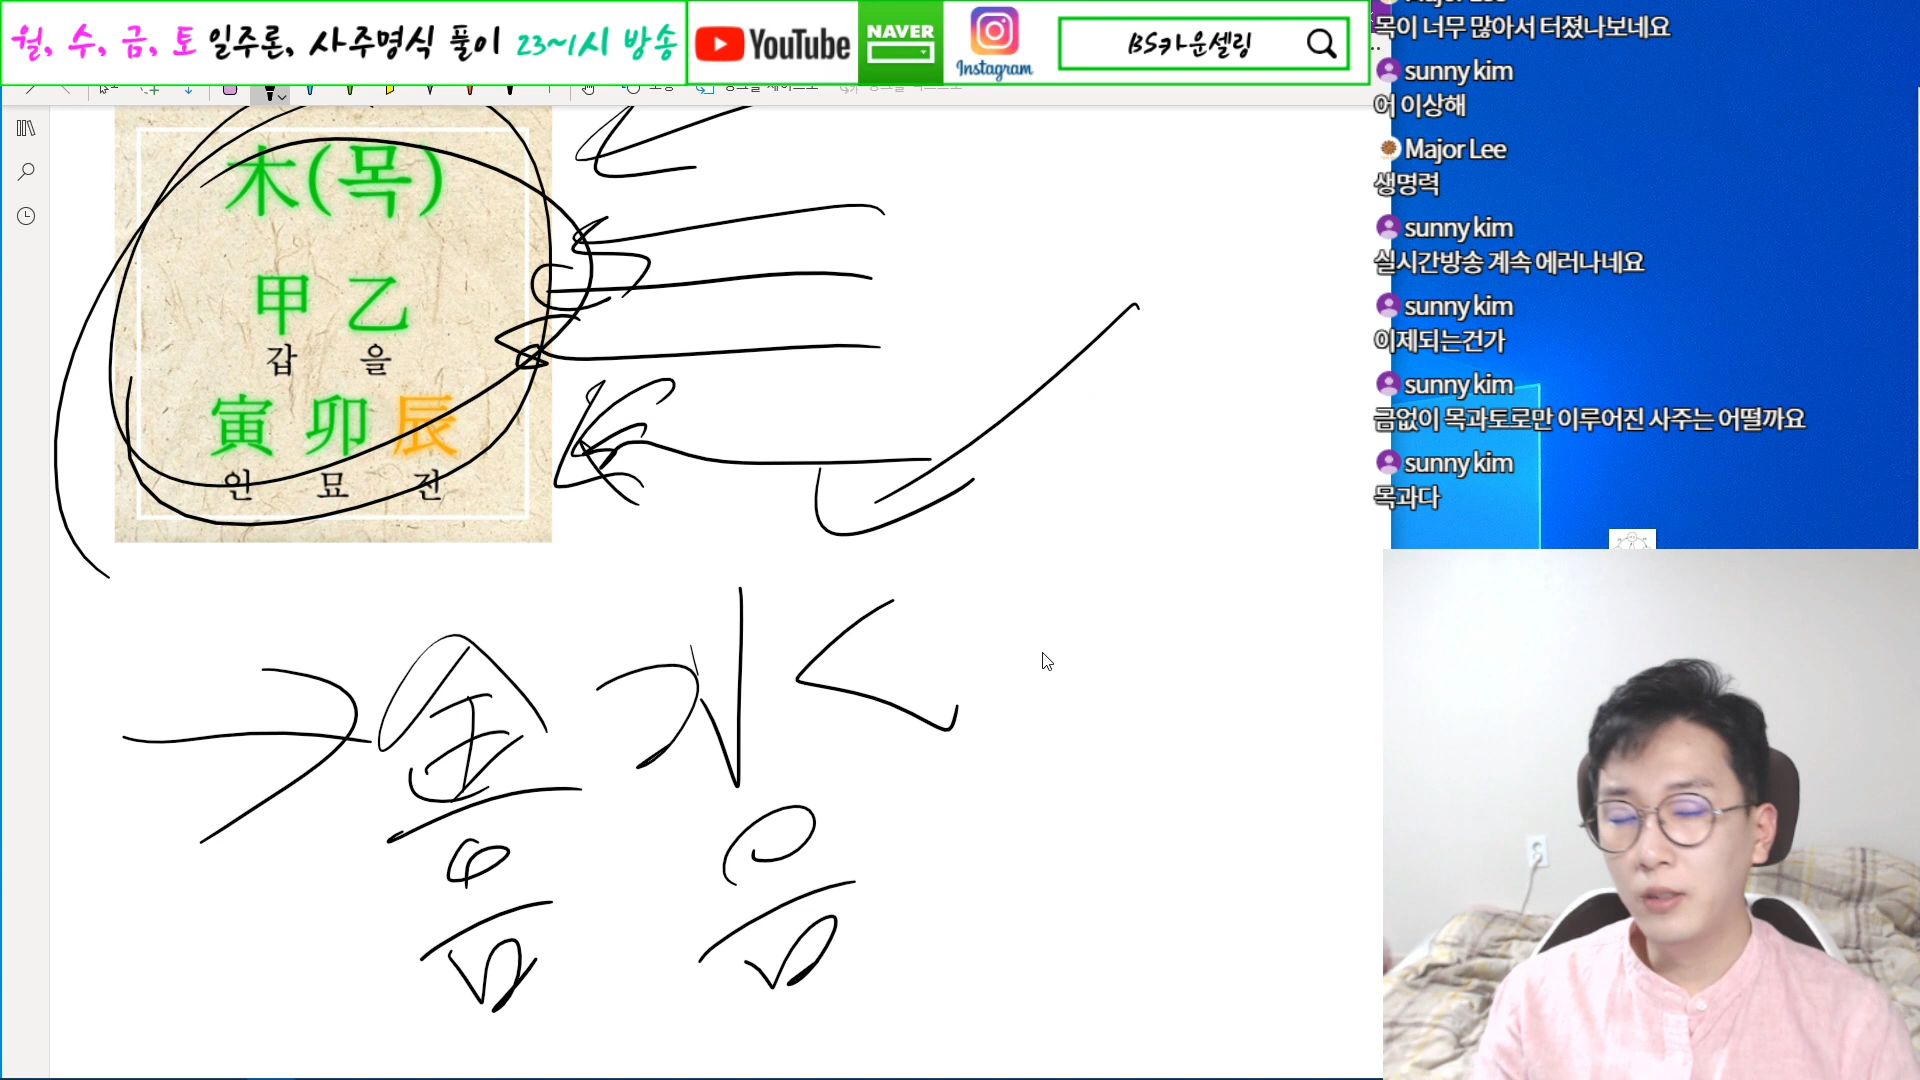 월, 수, 금, 토 일주론, 사주명식 풀이 23~1시 방송
YouTube
NAVER
Instagram
BS카운셀링
木(목)
甲 乙
갑 을
寅 卯 辰
인 묘 진
金 水
음 음
목이 너무 많아서 터졌나보네요
sunny kim
어 이상해
Major Lee
생명력
sunny kim
실시간방송 계속 에러나네요
sunny kim
이제되는건가
sunny kim
금없이 목과토로만 이루어진 사주는 어떨까요
sunny kim
목과다